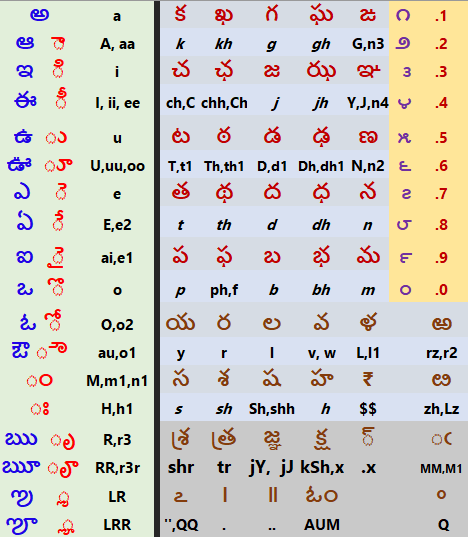 అ a క ఖ గ ఘ ఙ ౧ .1
ఆ ా A, aa k kh g gh G,n3 ౨ .2
ఇ ి i చ ఛ జ ఝ ఞ ౩ .3
ఈ ీ I, ii, ee ch,C chh,Ch j jh Y,J,n4 ౪ .4
ఉ ు u ట ఠ డ ఢ ణ ౫ .5
ఊ ూ U,uu,oo T,t1 Th,th1 D,d1 Dh,dh1 N,n2 ౬ .6
ఎ ె e త థ ద ధ న ౭ .7
ఏ ే E,e2 t th d dh n ౮ .8
ఐ ై ai,e1 ప ఫ బ భ మ ౯ .9
ఒ ొ o p ph,f b bh m ౦ .0
ఓ ో O,o2 య ర ల వ ళ ఱ
ఔ ౌ au,o1 y r l v, w L,l1 rz,r2
ం M,m1,n1 స శ ష హ ₹ ఴ
ః H,h1 s sh Sh,shh h $$ zh,Lz
ఋ ృ R,r3 శ్ర త్ర జ్ఞ క్ష ్ ఁ
ౠ ౄ RR,r3r shr tr jY, jJ kSh,x .x MM,M1
ఌ ౢ LR ఽ । ॥ ఓం °
ౡ ౣ LRR '',QQ . .. AUM Q